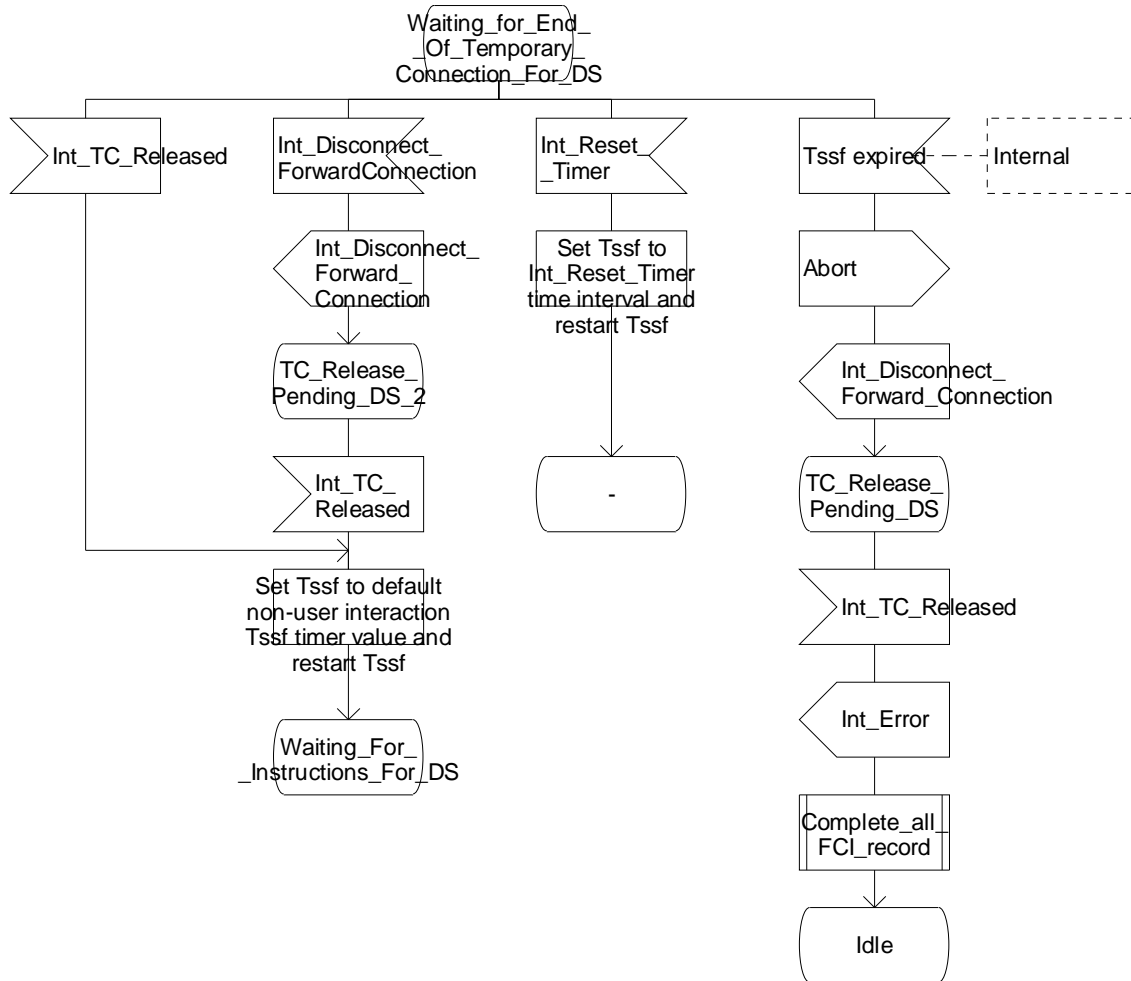 Waiting_for_End_
_Of_Temporary_
Connection_For_DS
Int_TC_Released
Int_Disconnect_
ForwardConnection
Int_Reset_
_Timer
Tssf expired
Internal
Int_Disconnect_
Forward_
Connection
Set Tssf to
Int_Reset_Timer
time interval and
restart Tssf
Abort
TC_Release_
Pending_DS_2
Int_Disconnect_
Forward_Connection
Int_TC_
Released
-
TC_Release_
Pending_DS
Set Tssf to default
non-user interaction
Tssf timer value and
restart Tssf
Int_TC_Released
Waiting_For_
_Instructions_For_DS
Int_Error
Complete_all_
FCI_record
Idle